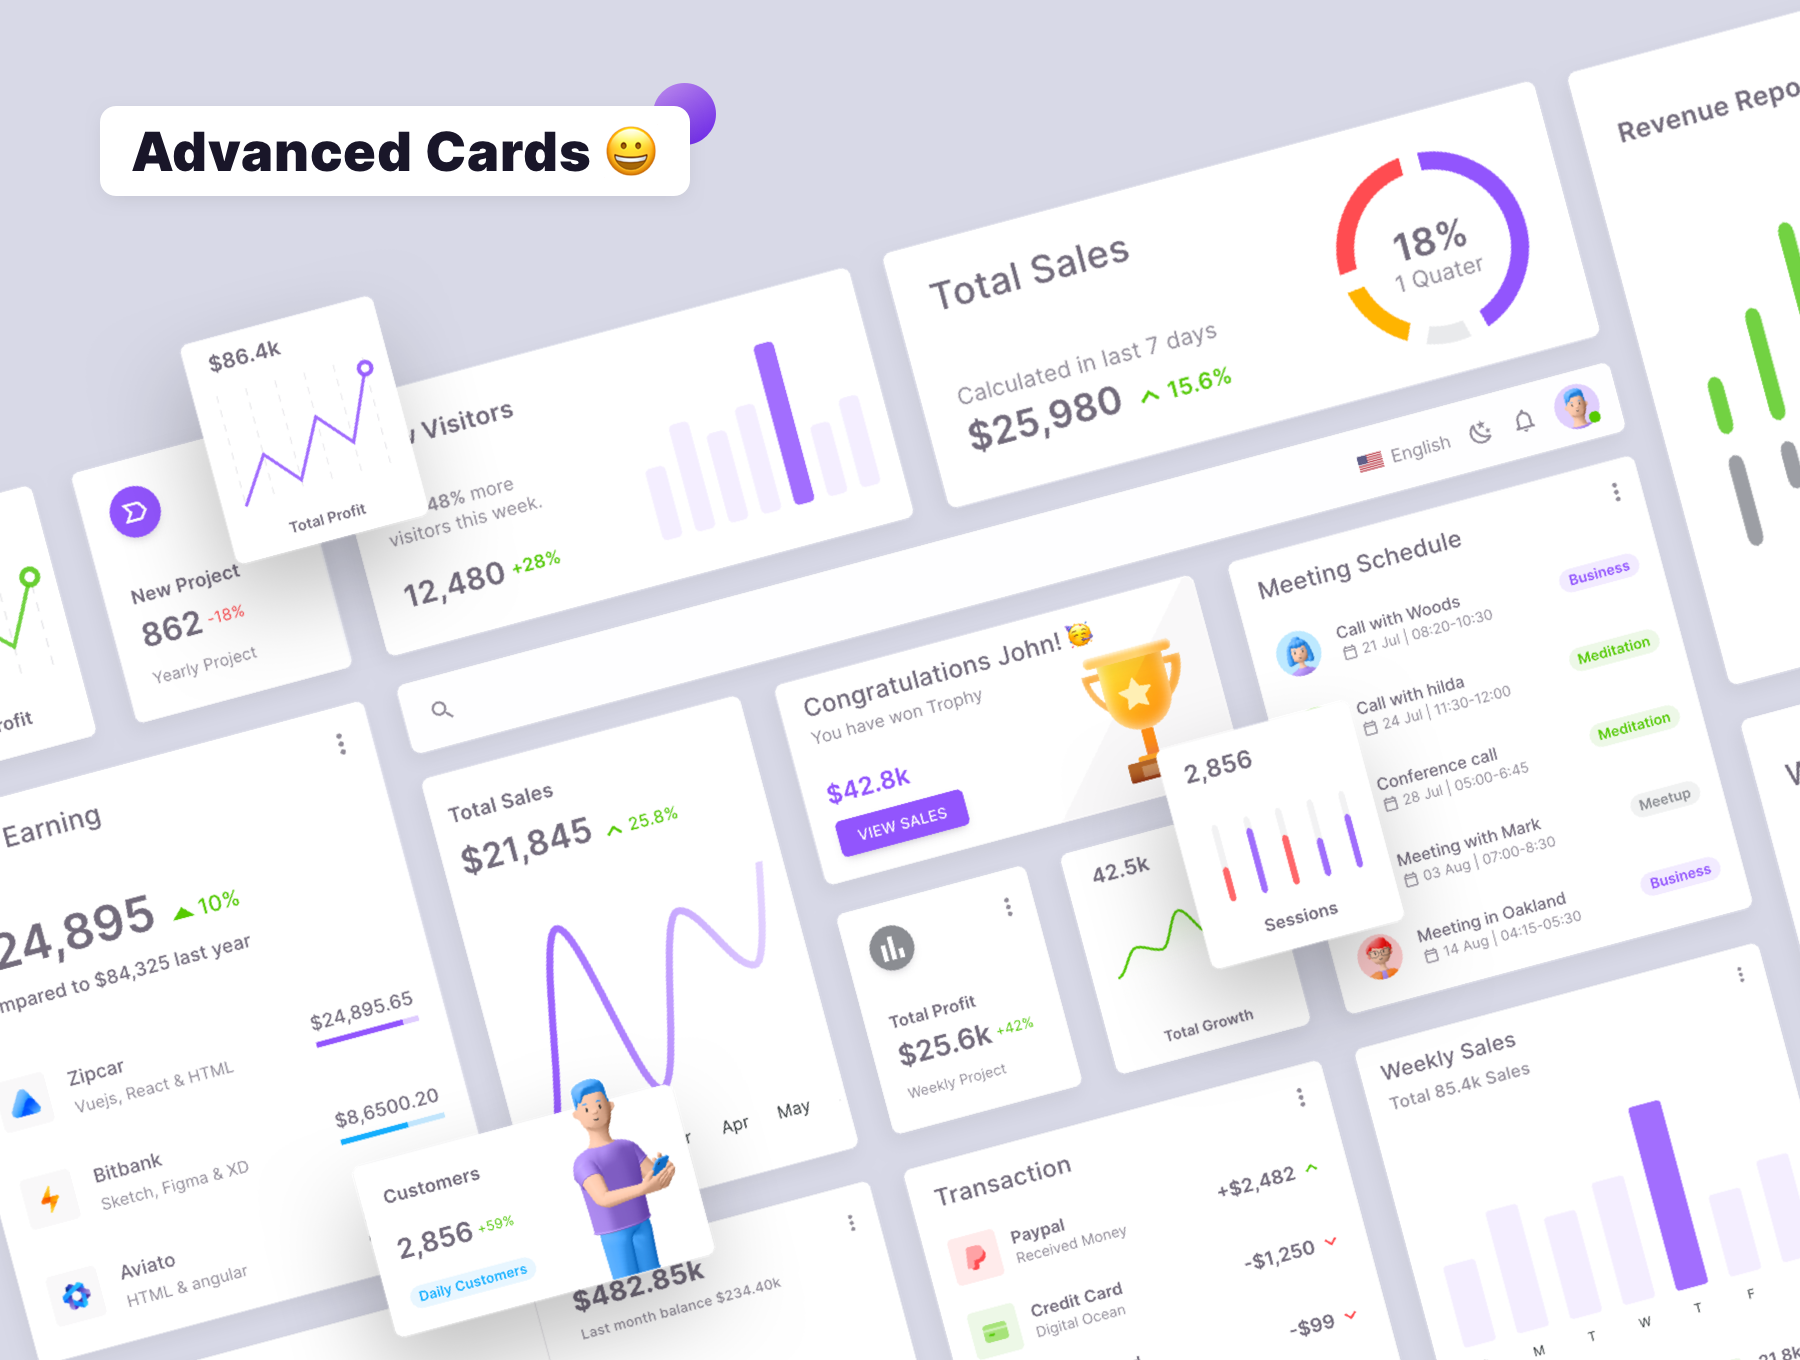 Advanced Cards 😀
$86.4k
Total Profit
New Project
862 -18%
Yearly Project
Visitors
48% more
visitors this week.
12,480 +28%
Total Sales
Calculated in last 7 days
$25,980 15.6%
18%
1 Quater
Revenue Repo
English
Earning
24,895 10%
mpared to $84,325 last year
Zipcar
Vuejs, React & HTML
$24,895.65
Bitbank
Sketch, Figma & XD
$8,6500.20
Aviato
HTML & angular
Total Sales
$21,845 25.8%
Apr
May
Congratulations John! 🥳
You have won Trophy
$42.8k
VIEW SALES
Meeting Schedule
Call with Woods
21 Jul | 08:20-10:30
Business
Call with hilda
24 Jul | 11:30-12:00
Meditation
Conference call
28 Jul | 05:00-6:45
Meditation
Meeting with Mark
03 Aug | 07:00-8:30
Meetup
Meeting in Oakland
14 Aug | 04:15-05:30
Business
2,856
Sessions
42.5k
Total Growth
Total Profit
$25.6k +42%
Weekly Project
Customers
2,856 +59%
Daily Customers
$482.85k
Last month balance $234.40k
Transaction
Paypal
Received Money
+$2,482
Credit Card
Digital Ocean
-$1,250
-$99
Weekly Sales
Total 85.4k Sales
M
T
W
T
F
21.8k